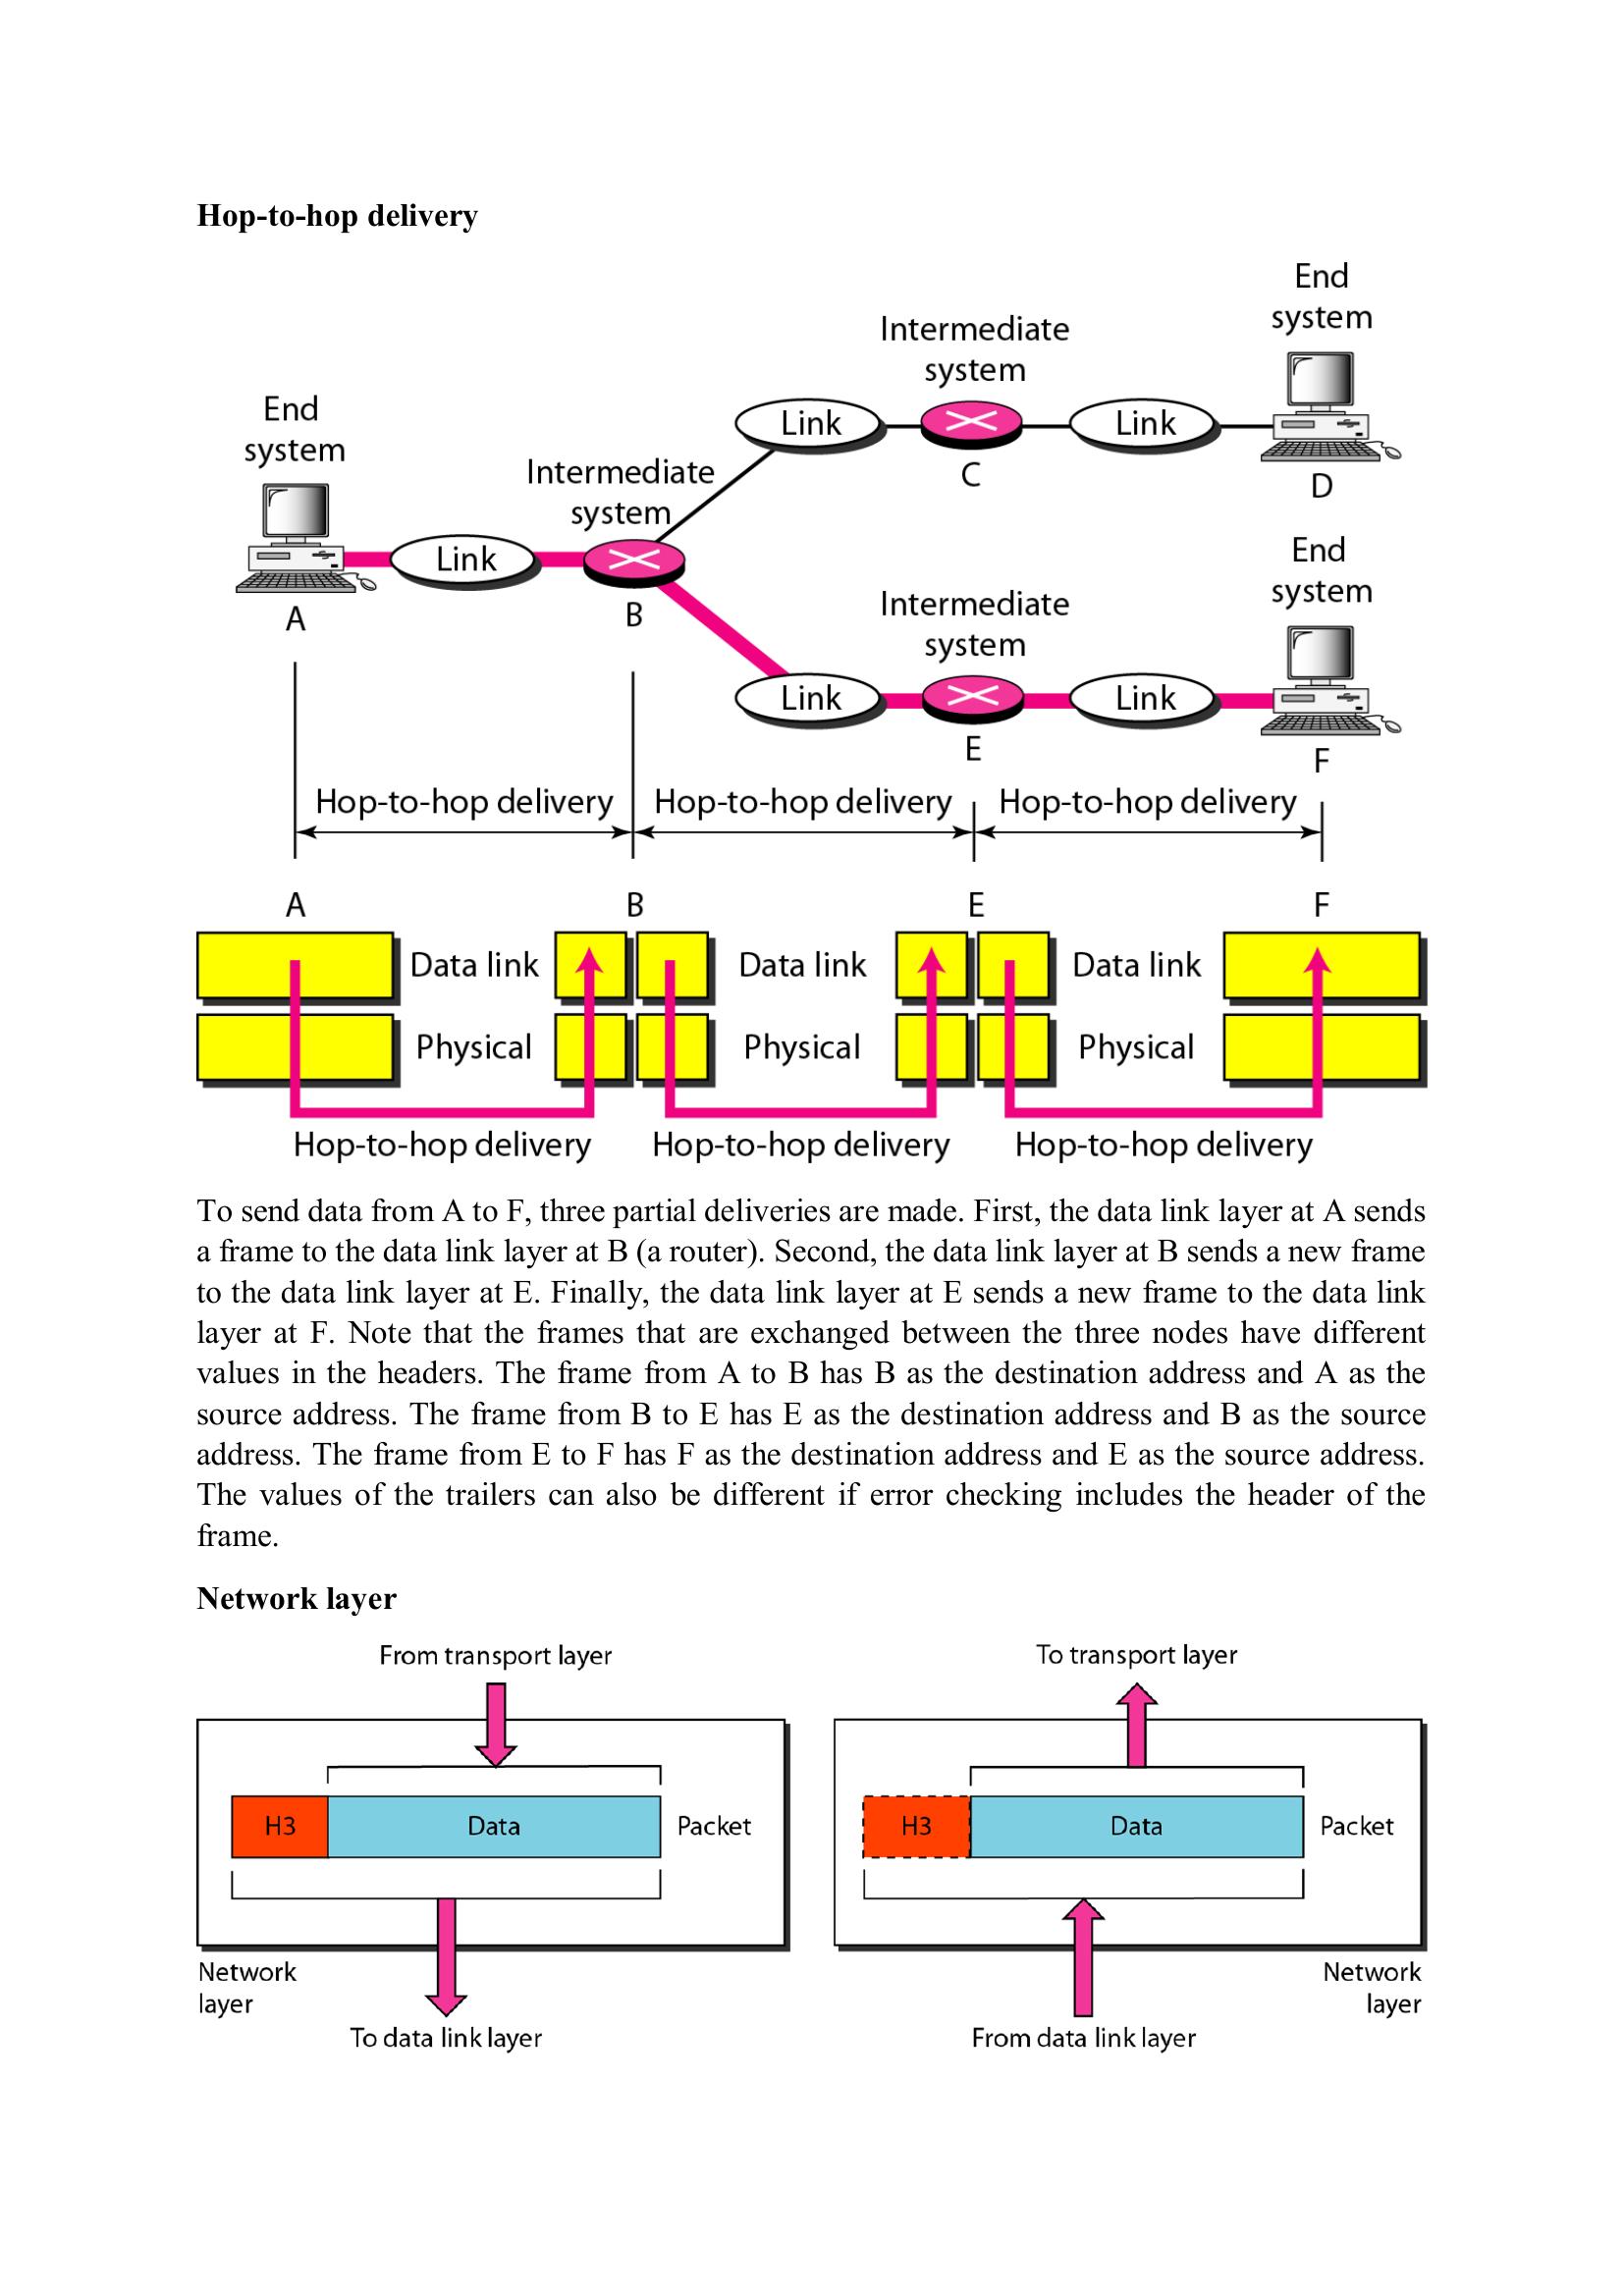 Hop-to-hop delivery
End
system
Intermediate
system
Link
Link
C
D
End
system
Intermediate
system
Link
A
B
End
system
Intermediate
system
Link
Link
E
F
Hop-to-hop delivery Hop-to-hop delivery Hop-to-hop delivery
A B E F
Data link Data link Data link
Physical Physical Physical
Hop-to-hop delivery Hop-to-hop delivery Hop-to-hop delivery
To send data from A to F, three partial deliveries are made. First, the data link layer at A sends
a frame to the data link layer at B (a router). Second, the data link layer at B sends a new frame
to the data link layer at E. Finally, the data link layer at E sends a new frame to the data link
layer at F. Note that the frames that are exchanged between the three nodes have different
values in the headers. The frame from A to B has B as the destination address and A as the
source address. The frame from B to E has E as the destination address and B as the source
address. The frame from E to F has F as the destination address and E as the source address.
The values of the trailers can also be different if error checking includes the header of the
frame.
Network layer
From transport layer
H3 Data Packet
Network
layer
To data link layer
To transport layer
H3 Data Packet
Network
layer
From data link layer